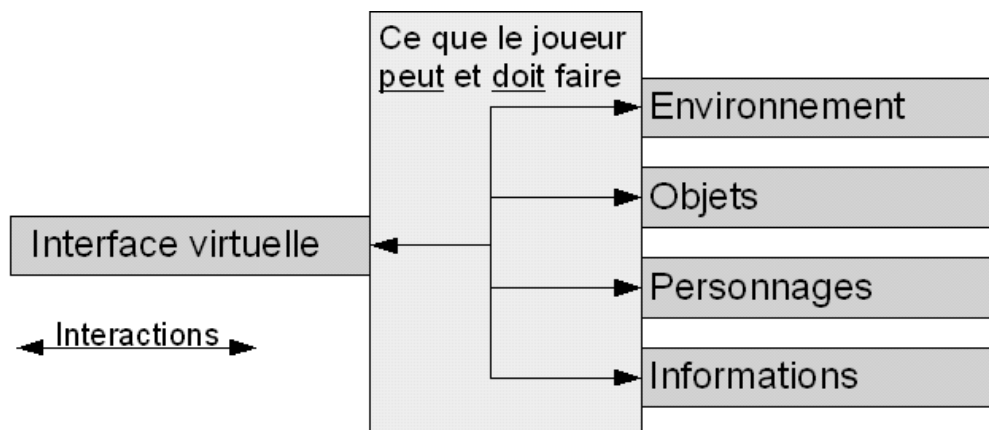 Ce que le joueur
peut et doit faire
Environnement
Objets
Interface virtuelle
Personnages
Interactions
Informations